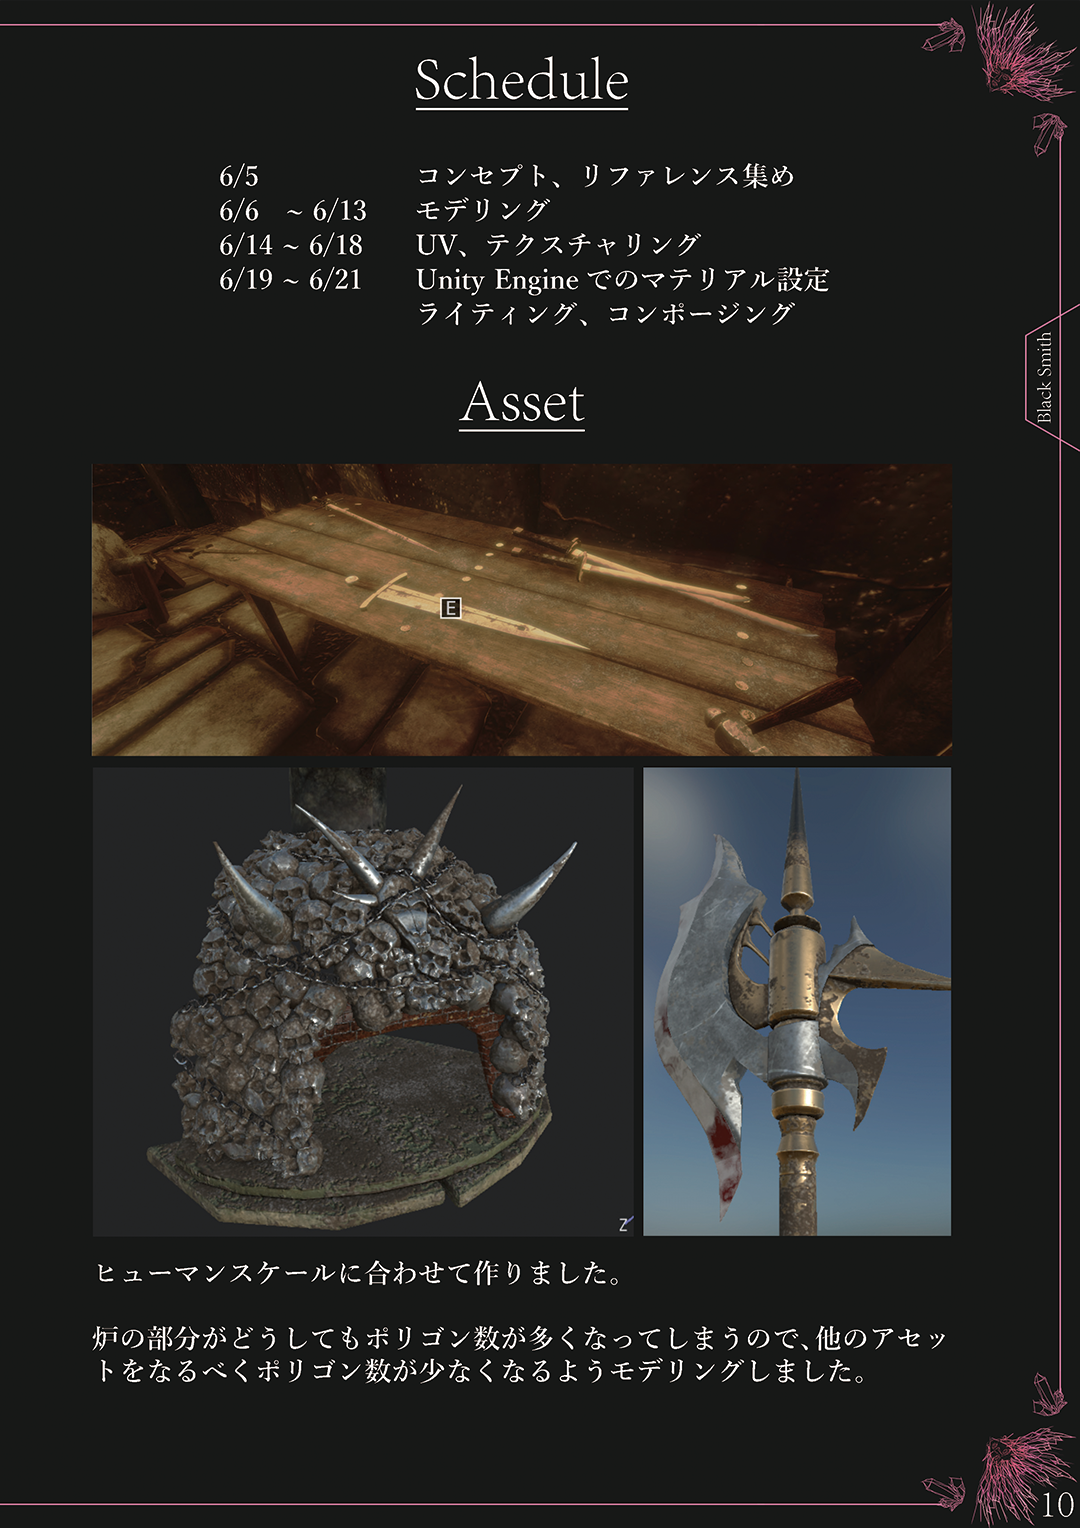 Schedule
6/5 コンセプト、リファレンス集め
6/6 ~ 6/13 モデリング
6/14 ~ 6/18 UV、テクスチャリング
6/19 ~ 6/21 Unity Engine でのマテリアル設定
ライティング、コンポージング
Black Smith
Asset
E
Z
ヒューマンスケールに合わせて作りました。
炉の部分がどうしてもポリゴン数が多くなってしまうので、他のアセッ
トをなるべくポリゴン数が少なくなるようモデリングしました。
10